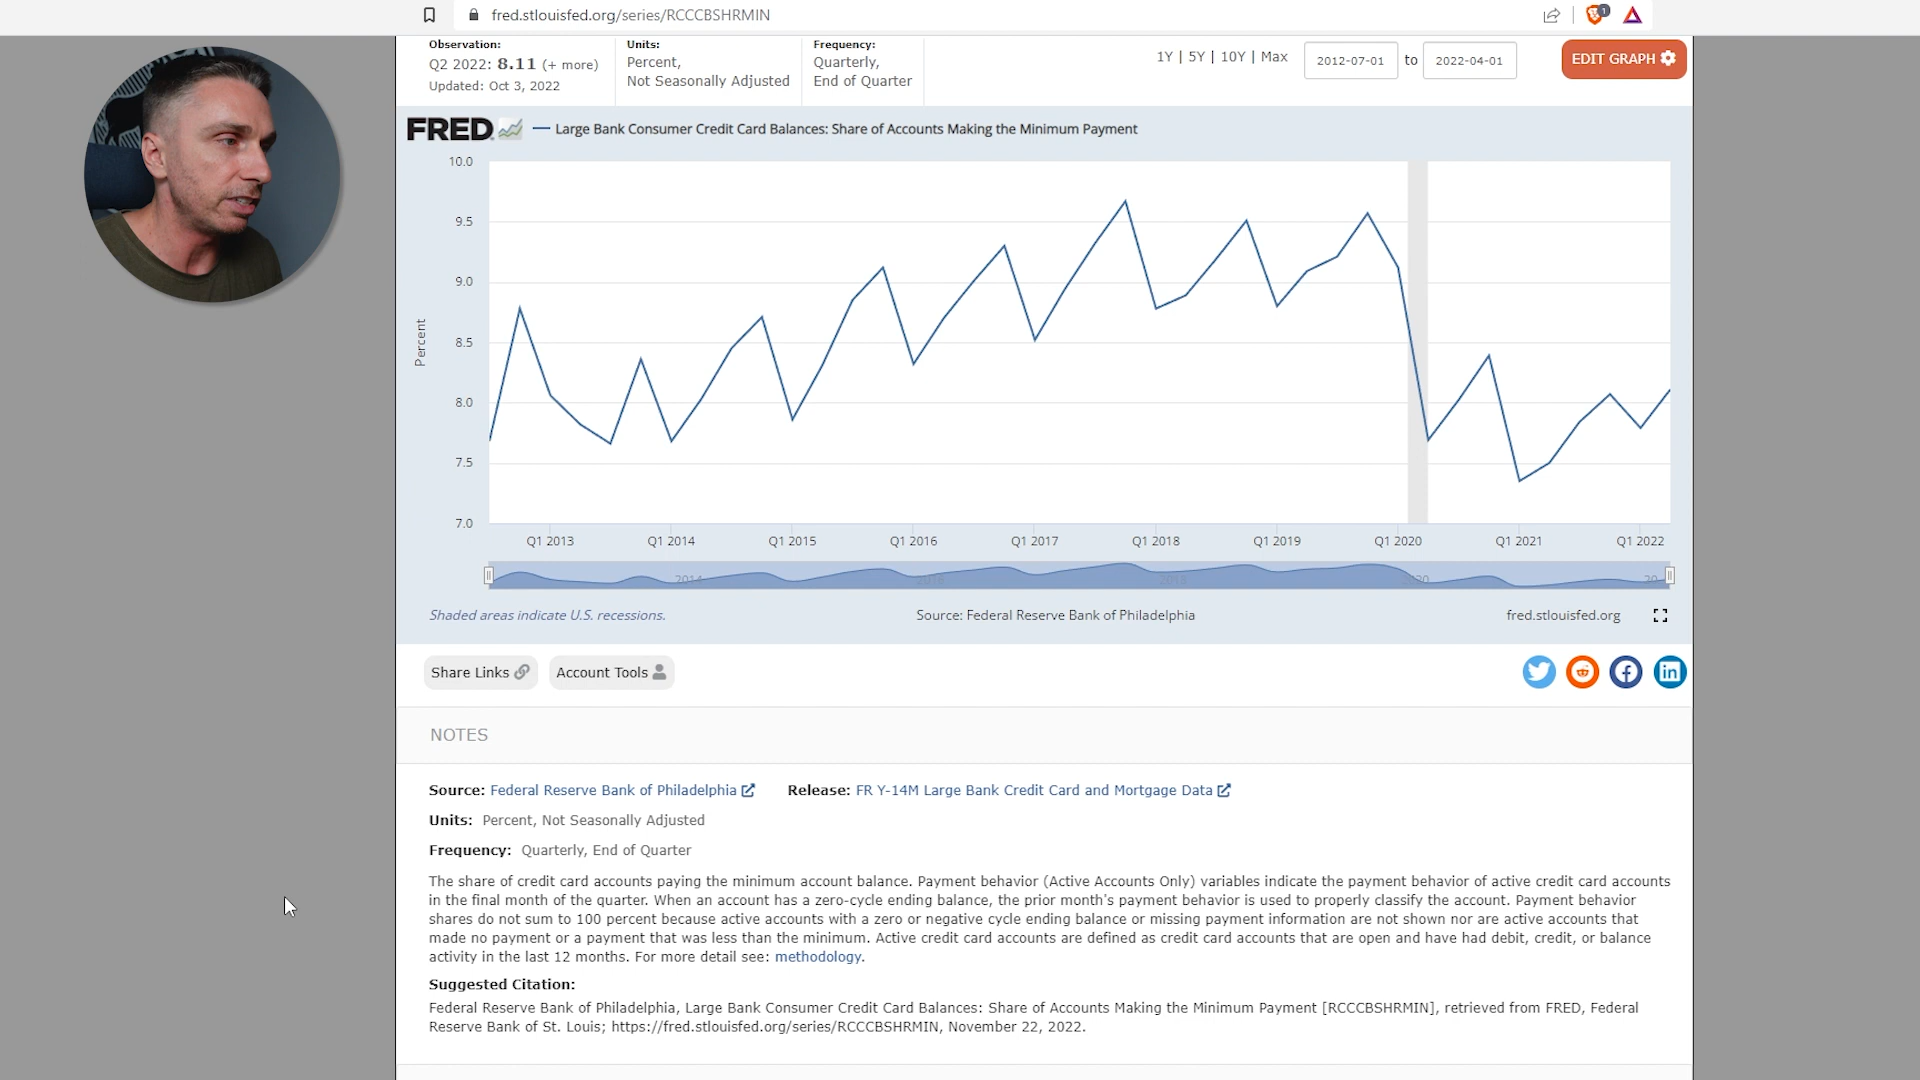 fred.stlouisfed.org/series/RCCCBSHRMIN
1
Observation:
Q2 2022: 8.11 (+ more)
Updated: Oct 3, 2022
Units:
Percent,
Not Seasonally Adjusted
Frequency:
Quarterly,
End of Quarter
1Y | 5Y | 10Y | Max
2012-07-01 to 2022-04-01
EDIT GRAPH
FRED
Large Bank Consumer Credit Card Balances: Share of Accounts Making the Minimum Payment
10.0
9.5
9.0
8.5
8.0
7.5
7.0
Percent
Q1 2013 Q1 2014 Q1 2015 Q1 2016 Q1 2017 Q1 2018 Q1 2019 Q1 2020 Q1 2021 Q1 2022
2014 2016 2018 2020 20...
Shaded areas indicate U.S. recessions. Source: Federal Reserve Bank of Philadelphia fred.stlouisfed.org
Share Links Account Tools
in
NOTES
Source: Federal Reserve Bank of Philadelphia Release: FR Y-14M Large Bank Credit Card and Mortgage Data
Units: Percent, Not Seasonally Adjusted
Frequency: Quarterly, End of Quarter
The share of credit card accounts paying the minimum account balance. Payment behavior (Active Accounts Only) variables indicate the payment behavior of active credit card accounts
in the final month of the quarter. When an account has a zero-cycle ending balance, the prior month's payment behavior is used to properly classify the account. Payment behavior
shares do not sum to 100 percent because active accounts with a zero or negative cycle ending balance or missing payment information are not shown nor are active accounts that
made no payment or a payment that was less than the minimum. Active credit card accounts are defined as credit card accounts that are open and have had debit, credit, or balance
activity in the last 12 months. For more detail see: methodology.
Suggested Citation:
Federal Reserve Bank of Philadelphia, Large Bank Consumer Credit Card Balances: Share of Accounts Making the Minimum Payment [RCCCBSHRMIN], retrieved from FRED, Federal
Reserve Bank of St. Louis; https://fred.stlouisfed.org/series/RCCCBSHRMIN, November 22, 2022.